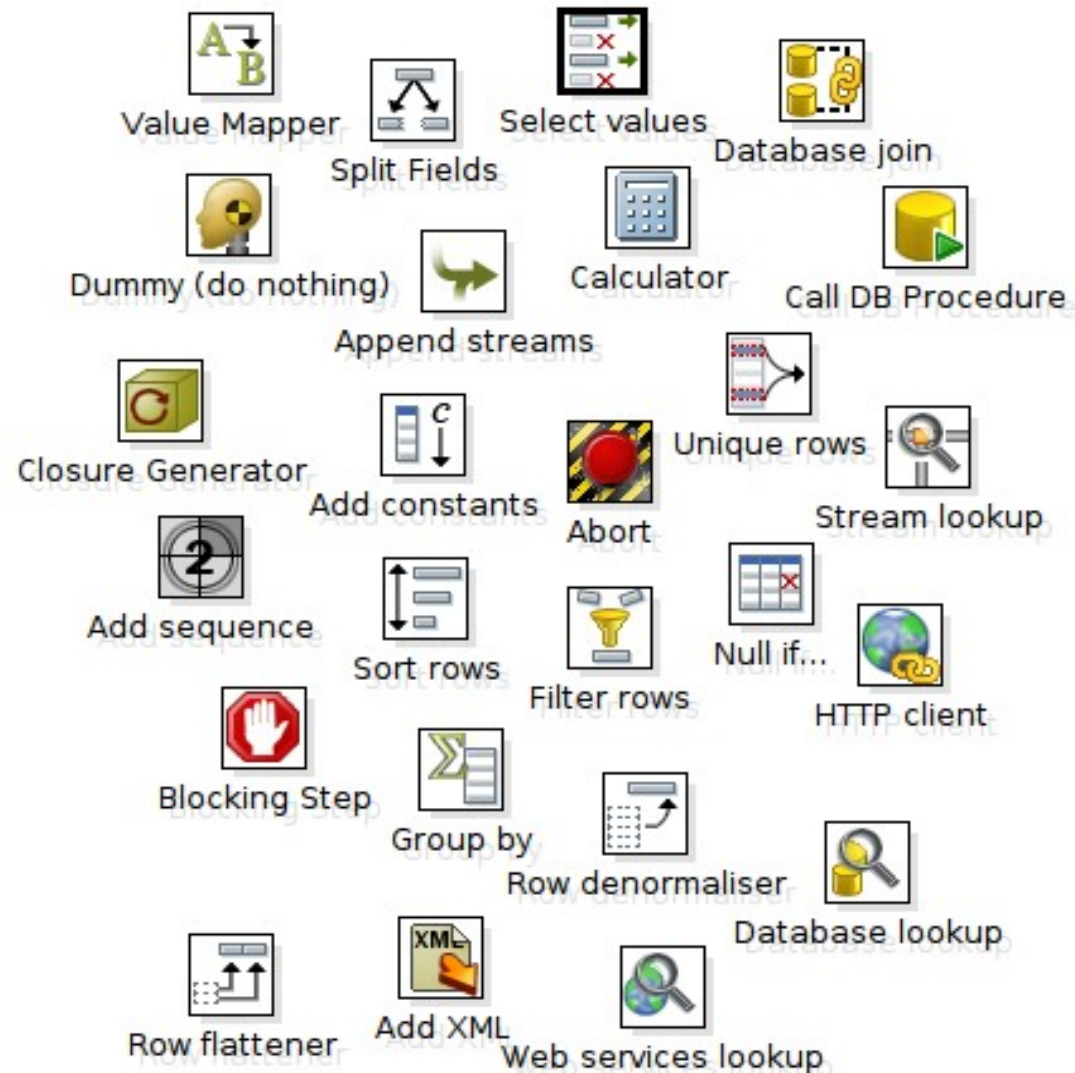 A
B
Value Mapper
Split Fields
Select values
Database join
Dummy (do nothing)
Append streams
Calculator
Call DB Procedure
Closure Generator
C
Add constants
Abort
Unique rows
Stream lookup
2
Add sequence
Sort rows
Filter rows
Null if...
HTTP client
Blocking Step
Σ
Group by
Row denormaliser
Database lookup
Row flattener
XML
Add XML
Web services lookup